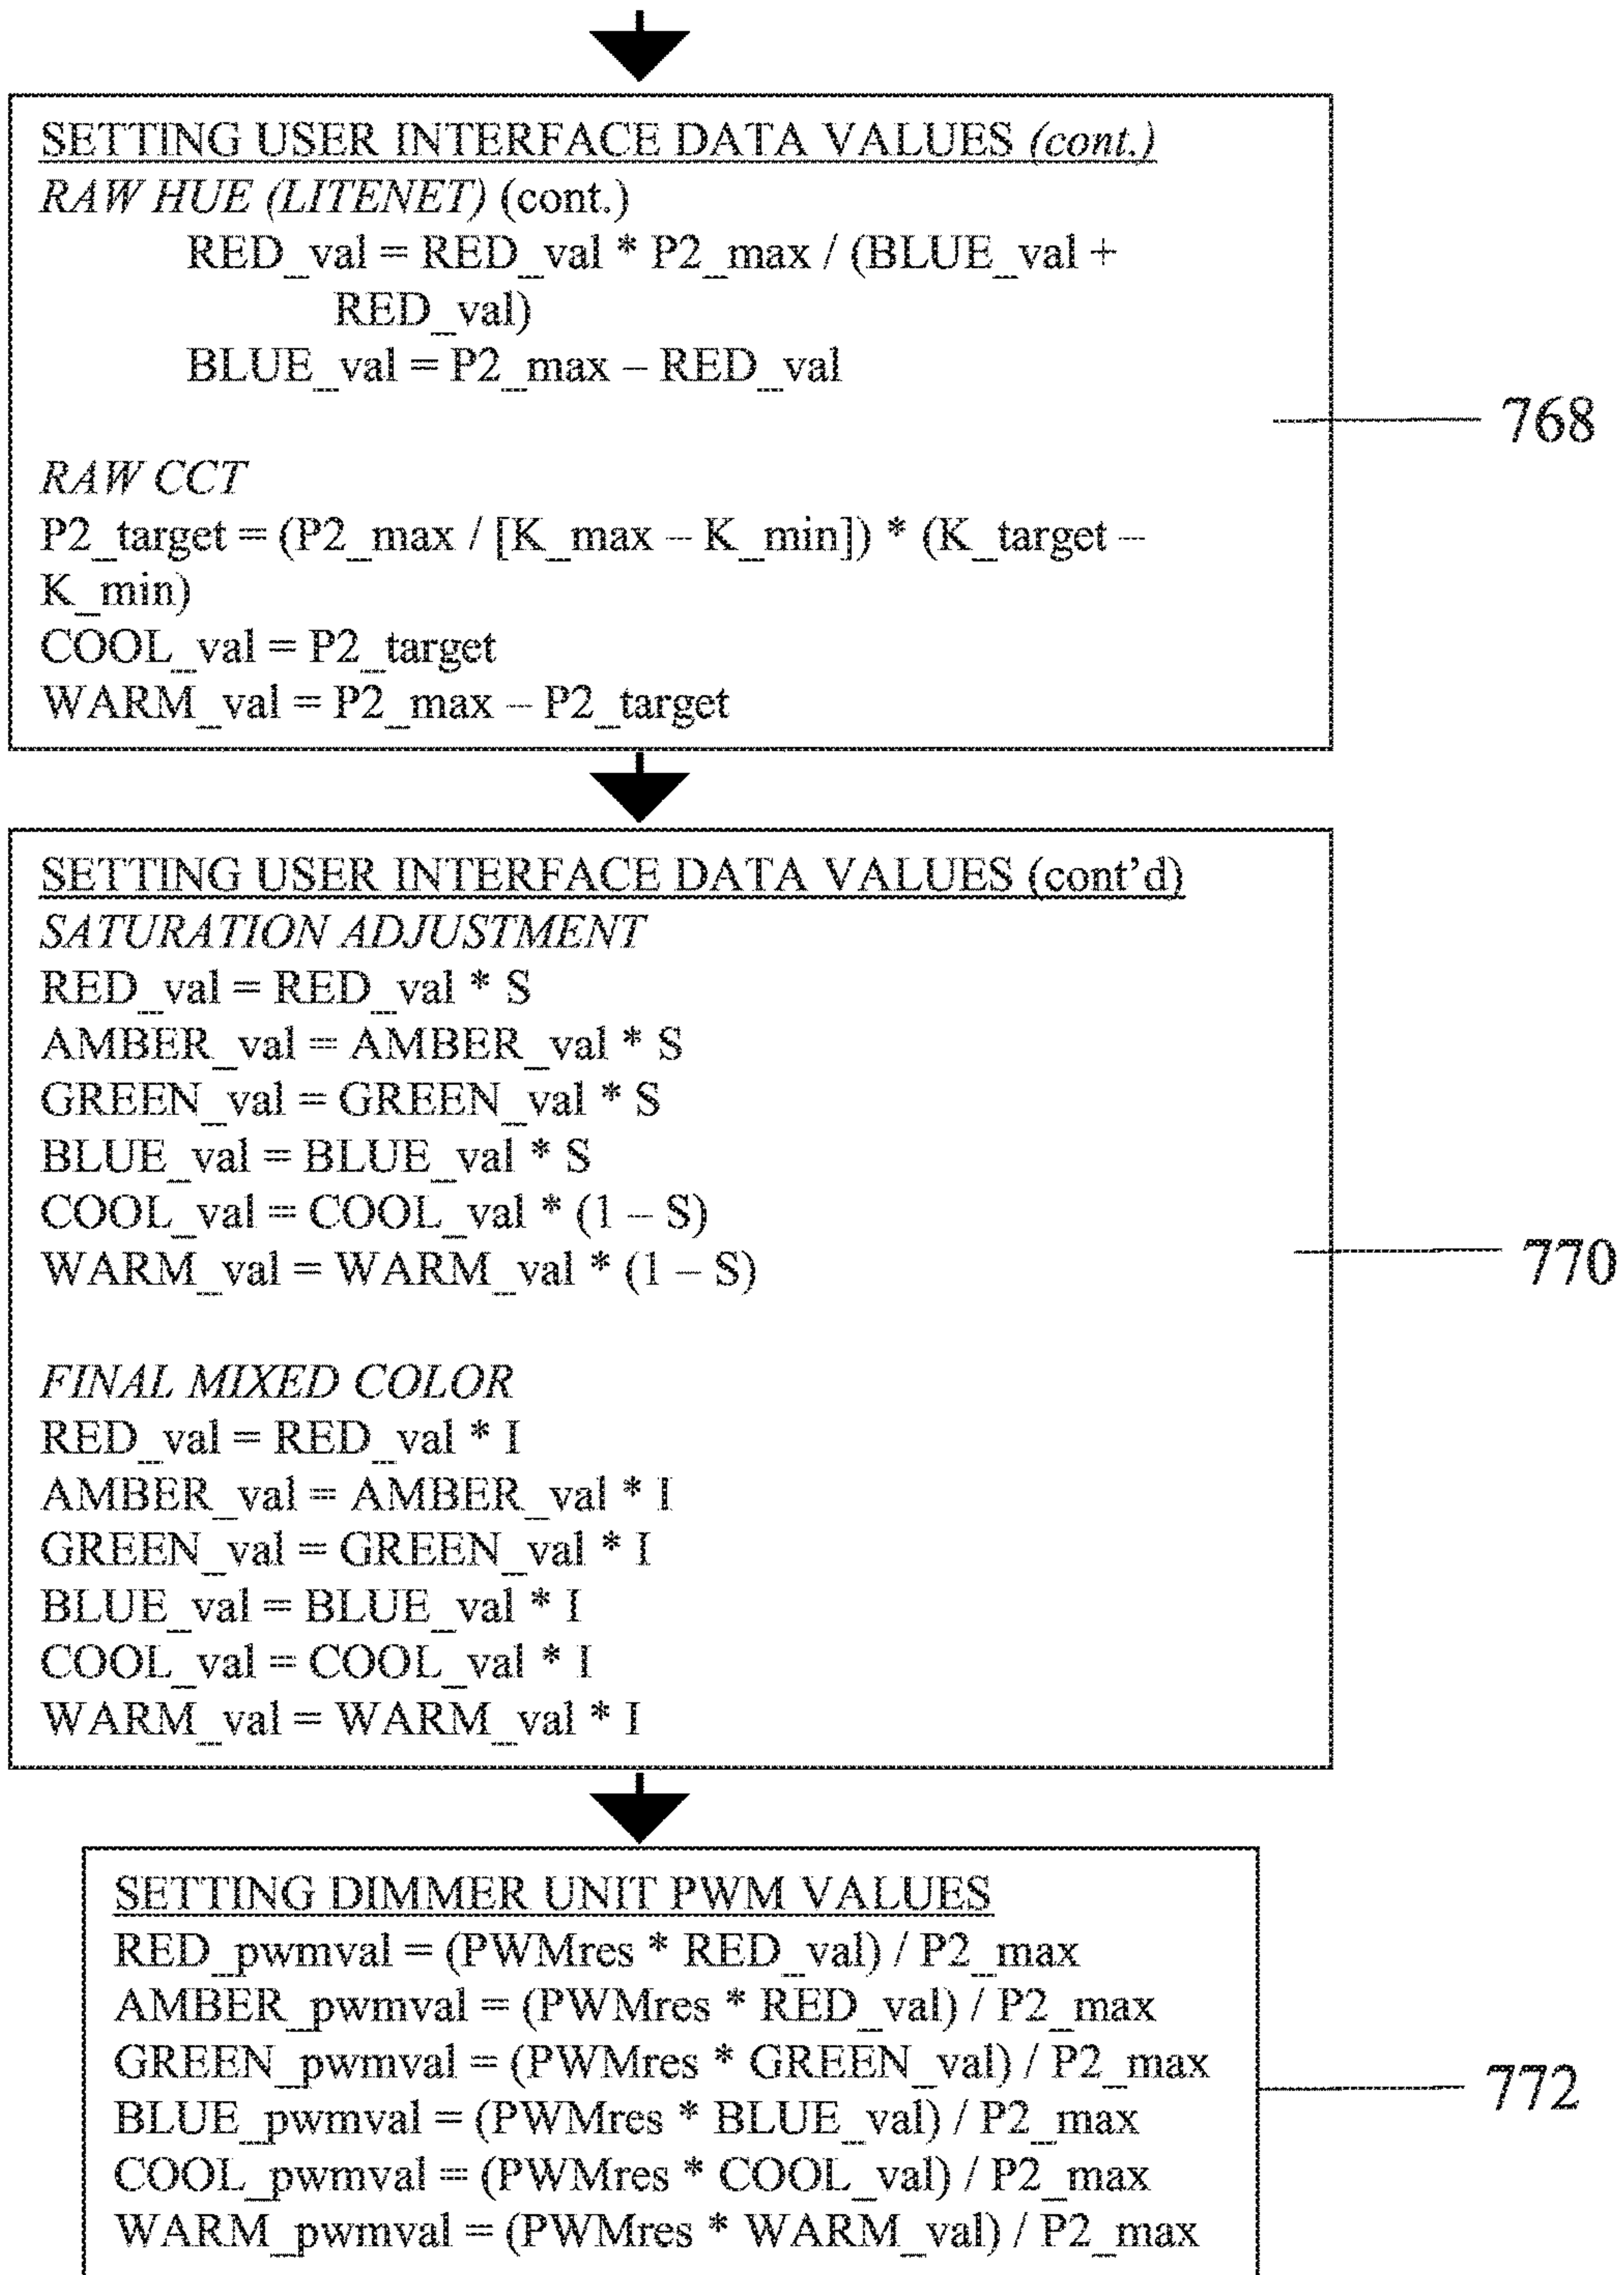 SETTING USER INTERFACE DATA VALUES (cont.)
RAW HUE (LITENET) (cont.)
RED_val = RED_val * P2_max / (BLUE_val +
RED_val)
BLUE_val = P2_max – RED_val
768
RAW CCT
P2_target = (P2_max / [K_max – K_min]) * (K_target –
K_min)
COOL_val = P2_target
WARM_val = P2_max – P2_target
SETTING USER INTERFACE DATA VALUES (cont'd)
SATURATION ADJUSTMENT
RED_val = RED_val * S
AMBER_val = AMBER_val * S
GREEN_val = GREEN_val * S
BLUE_val = BLUE_val * S
COOL_val = COOL_val * (1 – S)
WARM_val = WARM_val * (1 – S)
770
FINAL MIXED COLOR
RED_val = RED_val * I
AMBER_val = AMBER_val * I
GREEN_val = GREEN_val * I
BLUE_val = BLUE_val * I
COOL_val = COOL_val * I
WARM_val = WARM_val * I
SETTING DIMMER UNIT PWM VALUES
RED_pwmval = (PWMres * RED_val) / P2_max
AMBER_pwmval = (PWMres * RED_val) / P2_max
GREEN_pwmval = (PWMres * GREEN_val) / P2_max
BLUE_pwmval = (PWMres * BLUE_val) / P2_max
COOL_pwmval = (PWMres * COOL_val) / P2_max
WARM_pwmval = (PWMres * WARM_val) / P2_max
772